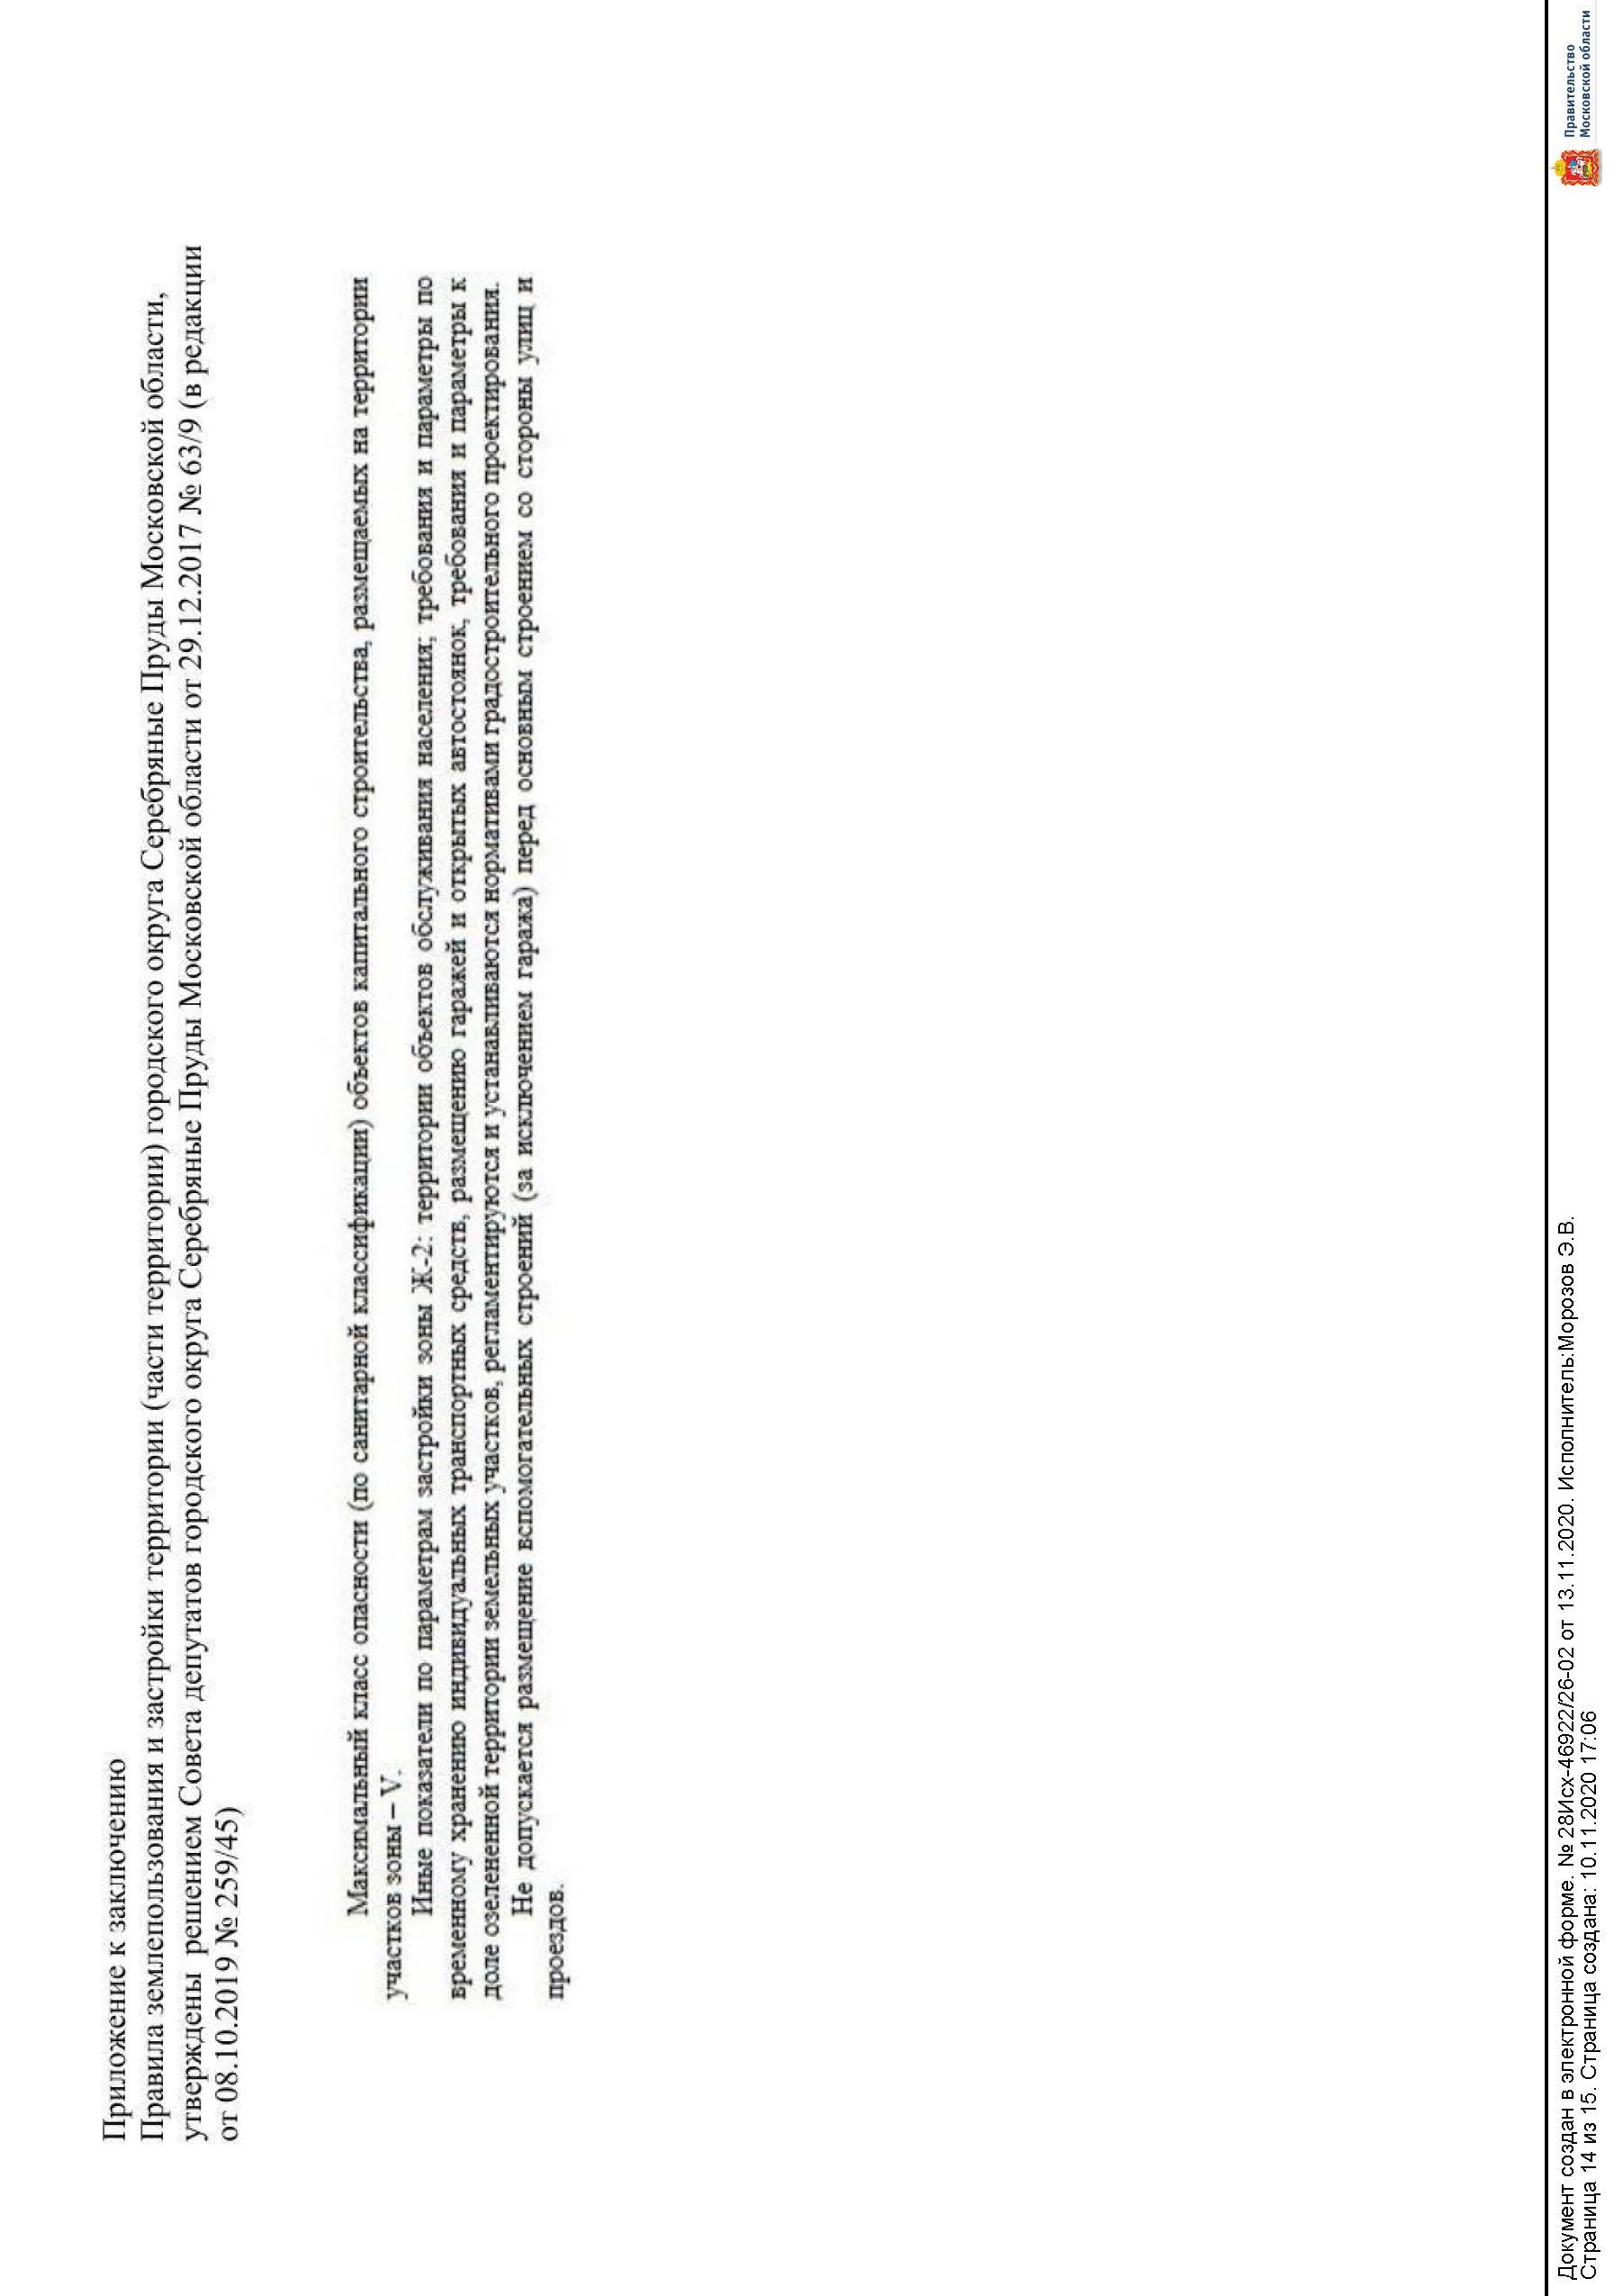 Приложение к заключению
Правила землепользования и застройки территории (части территории) городского округа Серебряные Пруды Московской области,
утверждены решением Совета депутатов городского округа Серебряные Пруды Московской области от 29.12.2017 № 63/9 (в редакции
от 08.10.2019 № 259/45)
Максимальный класс опасности (по санитарной классификации) объектов капитального строительства, размещаемых на территории
участков зоны – V.
Иные показатели по параметрам застройки зоны Ж-2: территории объектов обслуживания населения; требования и параметры по
временному хранению индивидуальных транспортных средств, размещению гаражей и открытых автостоянок, требования и параметры к
доле озелененной территории земельных участков, регламентируются и устанавливаются нормативами градостроительного проектирования.
Не допускается размещение вспомогательных строений (за исключением гаража) перед основным строением со стороны улиц и
проездов.
Документ создан в электронной форме. № 28Исх-46922/26-02 от 13.11.2020. Исполнитель:Морозов Э.В.
Страница 14 из 15. Страница создана: 10.11.2020 17:06
Правительство
Московской области